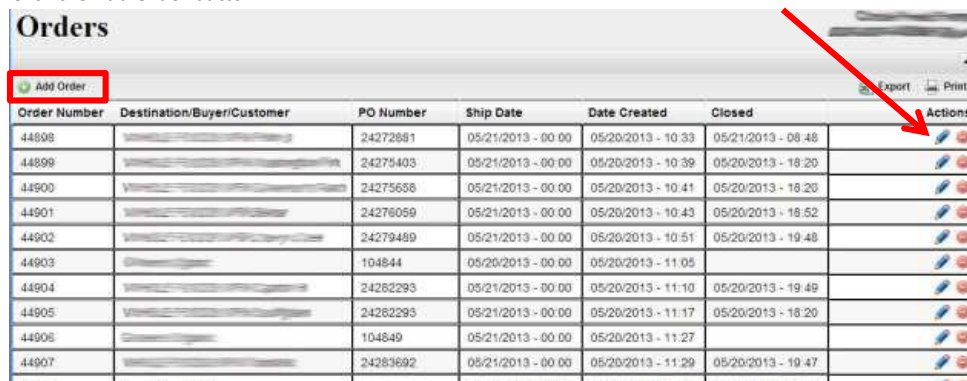 Orders
Add Order
Export Print
Order Number Destination/Buyer/Customer PO Number Ship Date Date Created Closed Actions
44898 24272881 05/21/2013 - 00:00 05/20/2013 - 10:33 05/21/2013 - 08:48
44899 24275403 05/21/2013 - 00:00 05/20/2013 - 10:39 05/20/2013 - 18:20
44900 24275658 05/21/2013 - 00:00 05/20/2013 - 10:41 05/20/2013 - 18:20
44901 24276059 05/21/2013 - 00:00 05/20/2013 - 10:43 05/20/2013 - 18:52
44902 24279489 05/21/2013 - 00:00 05/20/2013 - 10:51 05/20/2013 - 19:48
44903 104844 05/20/2013 - 00:00 05/20/2013 - 11:05
44904 24282293 05/21/2013 - 00:00 05/20/2013 - 11:10 05/20/2013 - 19:49
44905 24282293 05/21/2013 - 00:00 05/20/2013 - 11:17 05/20/2013 - 18:20
44906 104849 05/21/2013 - 00:00 05/20/2013 - 11:27
44907 24283692 05/21/2013 - 00:00 05/20/2013 - 11:29 05/20/2013 - 19:47